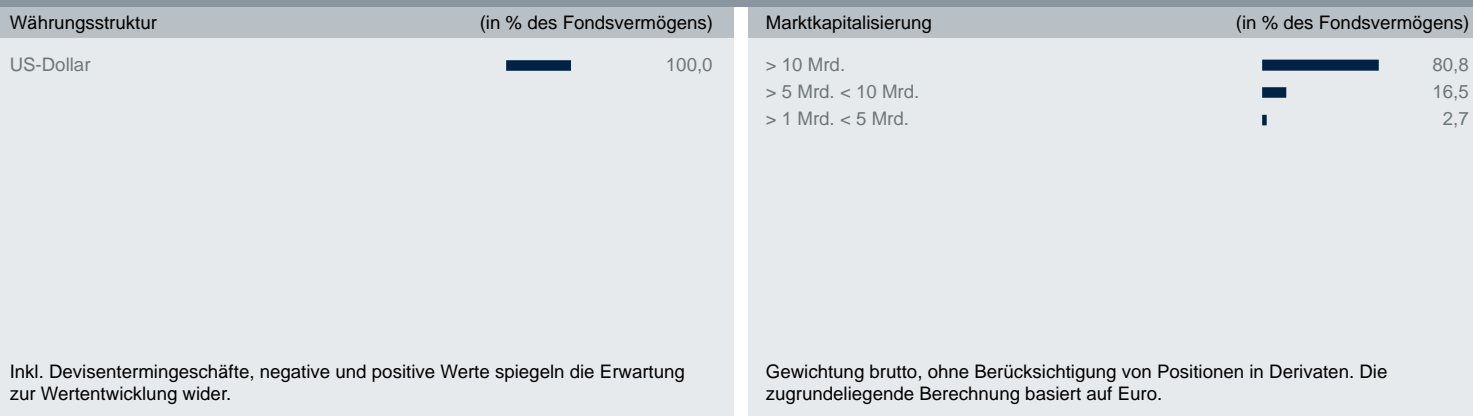 Währungsstruktur (in % des Fondsvermögens)
US-Dollar 100,0
Inkl. Devisentermingeschäfte, negative und positive Werte spiegeln die Erwartung
zur Wertentwicklung wider.
Marktkapitalisierung (in % des Fondsvermögens)
> 10 Mrd. 80,8
> 5 Mrd. < 10 Mrd. 16,5
> 1 Mrd. < 5 Mrd. 2,7
Gewichtung brutto, ohne Berücksichtigung von Positionen in Derivaten. Die
zugrundeliegende Berechnung basiert auf Euro.